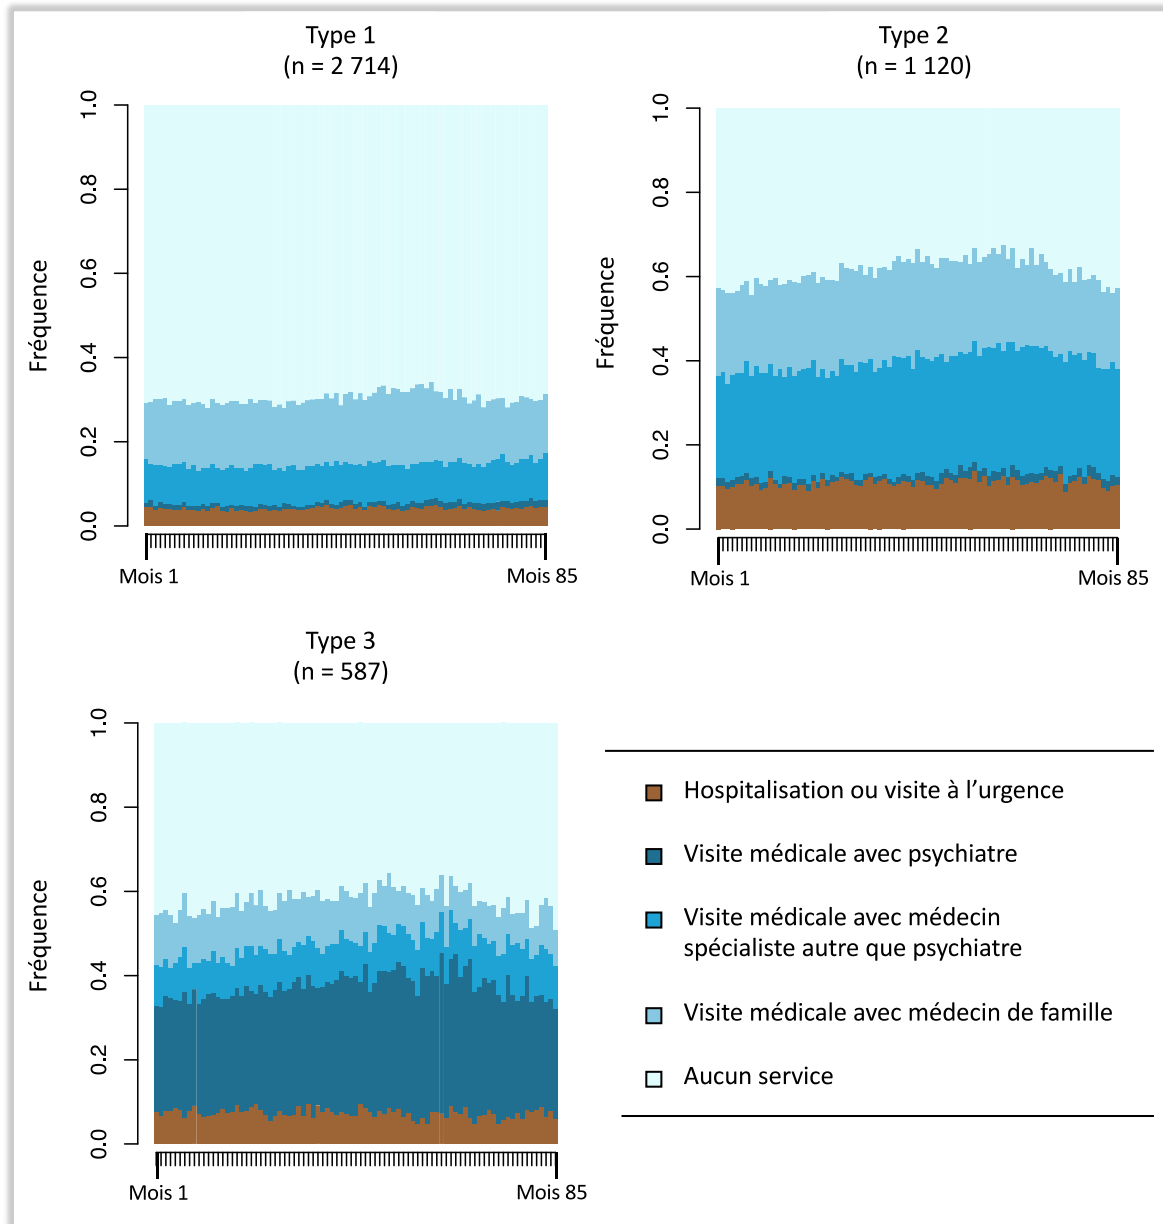 Type 1
(n = 2 714)
Fréquence
1.0
0.8
0.6
0.4
0.2
0.0
Mois 1
Mois 85
Type 2
(n = 1 120)
Fréquence
1.0
0.8
0.6
0.4
0.2
0.0
Mois 1
Mois 85
Type 3
(n = 587)
Fréquence
1.0
0.8
0.6
0.4
0.2
0.0
Mois 1
Mois 85
Hospitalisation ou visite à l’urgence
Visite médicale avec psychiatre
Visite médicale avec médecin
spécialiste autre que psychiatre
Visite médicale avec médecin de famille
Aucun service